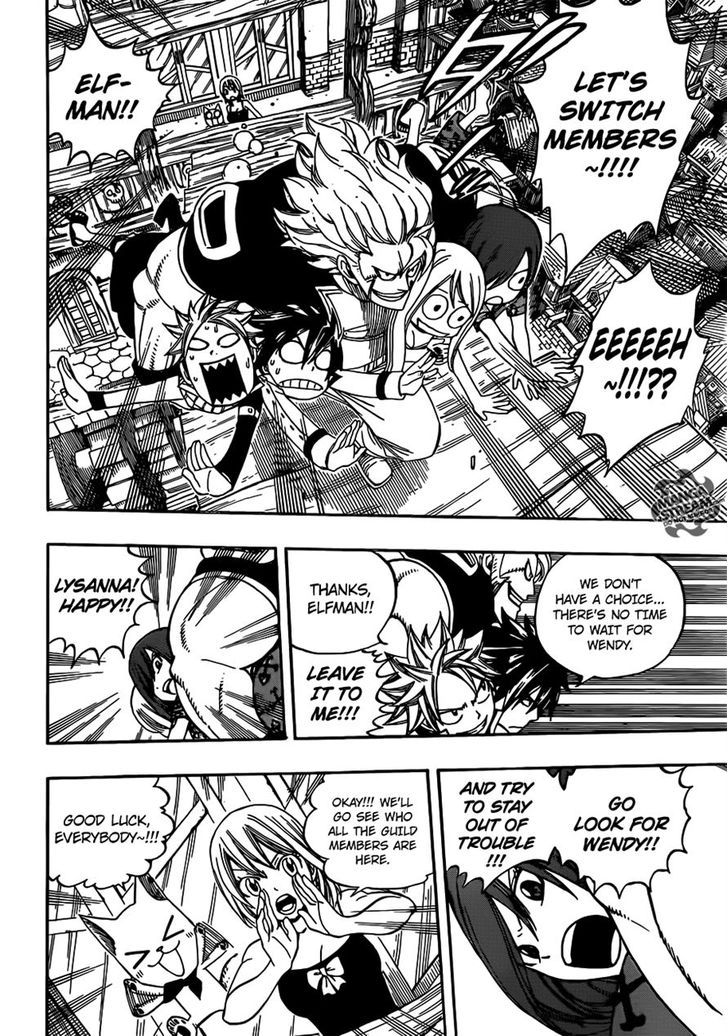 LET'S
SWITCH
MEMBERS
~!!!!
ELF-
MAN!!
EEEEEH
~!!!??
MANGA
STREAM
WE DON'T
HAVE A CHOICE...
THERE'S NO TIME
TO WAIT FOR
WENDY.
THANKS,
ELFMAN!!
LEAVE
IT TO
ME!!!
LYSANNA!
HAPPY!!
GO
LOOK FOR
WENDY!!
AND TRY
TO STAY
OUT OF
TROUBLE
!!!
OKAY!!! WE'LL
GO SEE WHO
ALL THE GUILD
MEMBERS ARE
HERE.
GOOD LUCK,
EVERYBODY~!!!